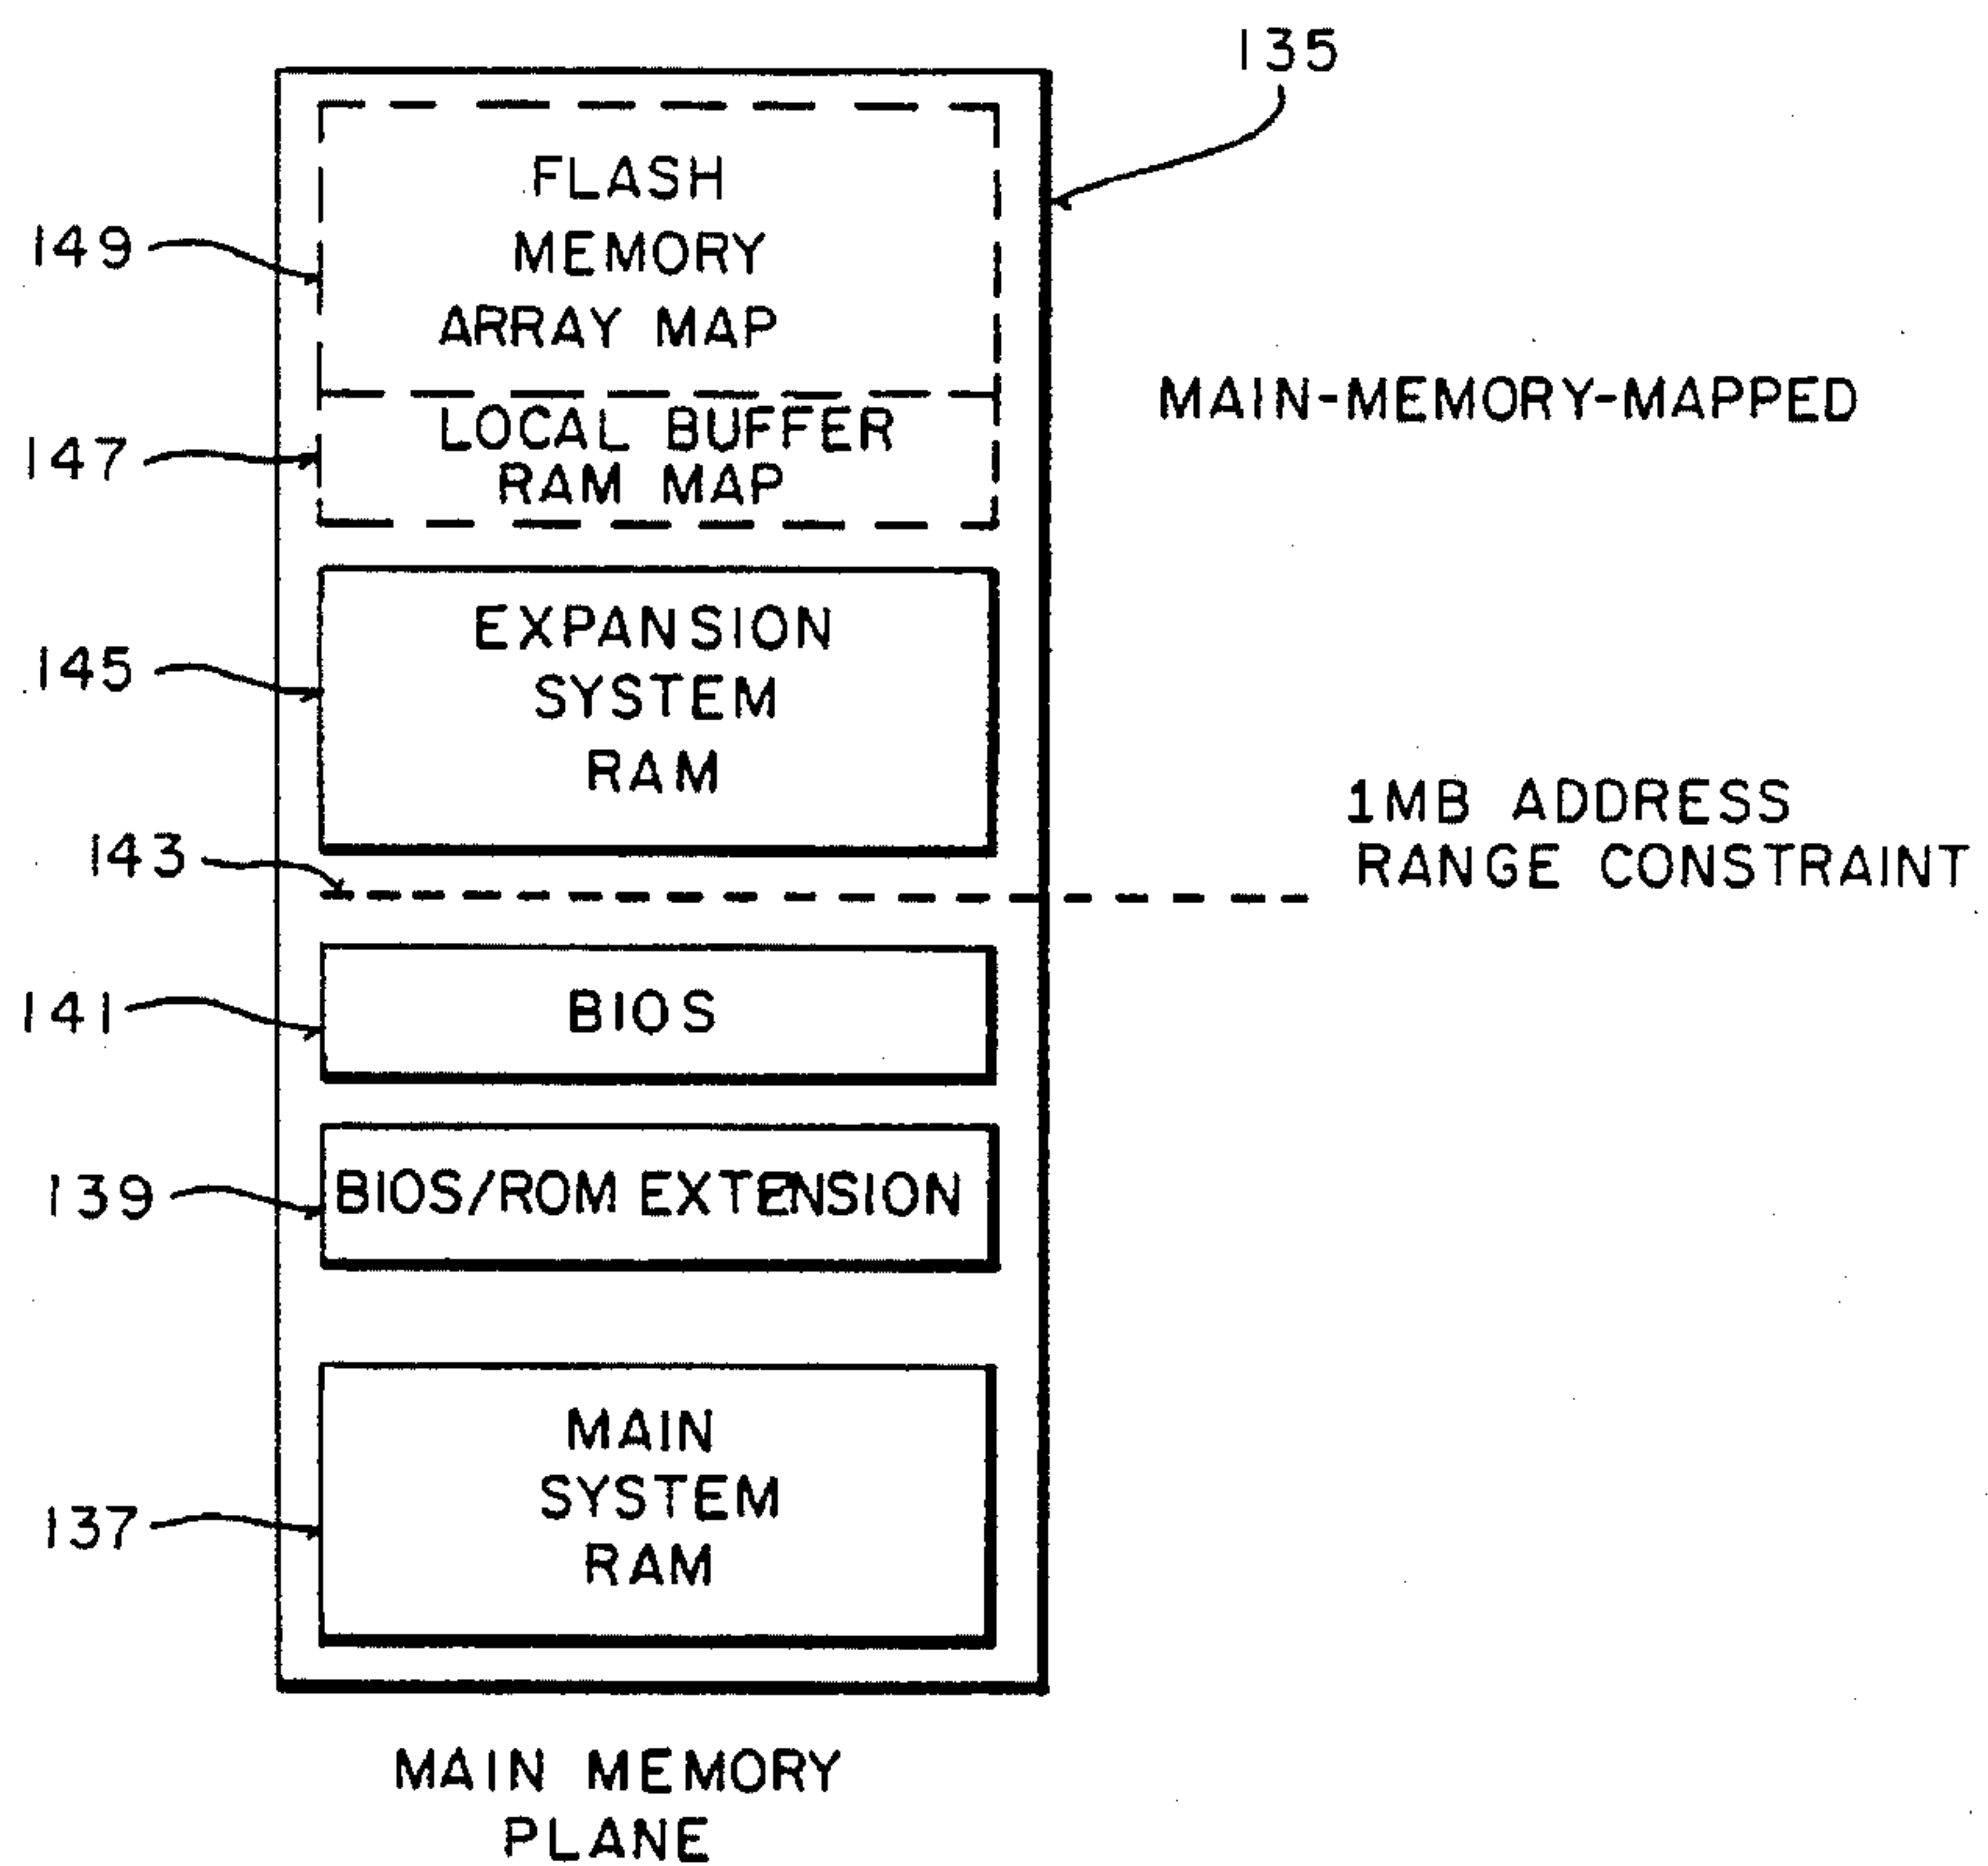 135
FLASH
MEMORY
ARRAY MAP
149
MAIN-MEMORY-MAPPED
LOCAL BUFFER
RAM MAP
147
EXPANSION
SYSTEM
RAM
145
1MB ADDRESS
RANGE CONSTRAINT
143
BIOS
141
BIOS/ROM EXTENSION
139
MAIN
SYSTEM
RAM
137
MAIN MEMORY
PLANE